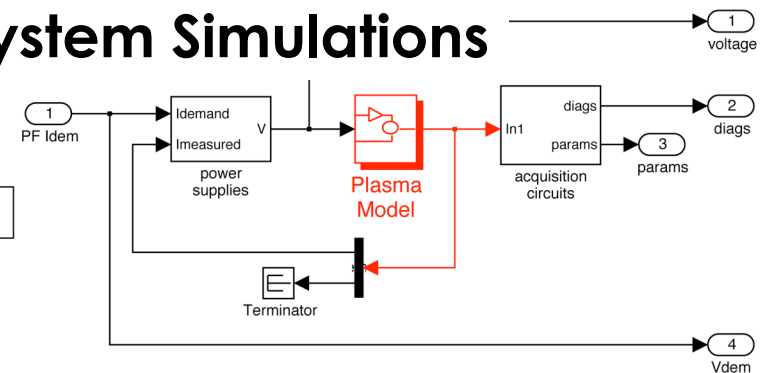 ystem Simulations
1
voltage
1
PF Idem
Idemand
Imeasured
V
power
supplies
Plasma
Model
In1
diags
params
acquisition
circuits
2
diags
3
params
Terminator
4
Vdem